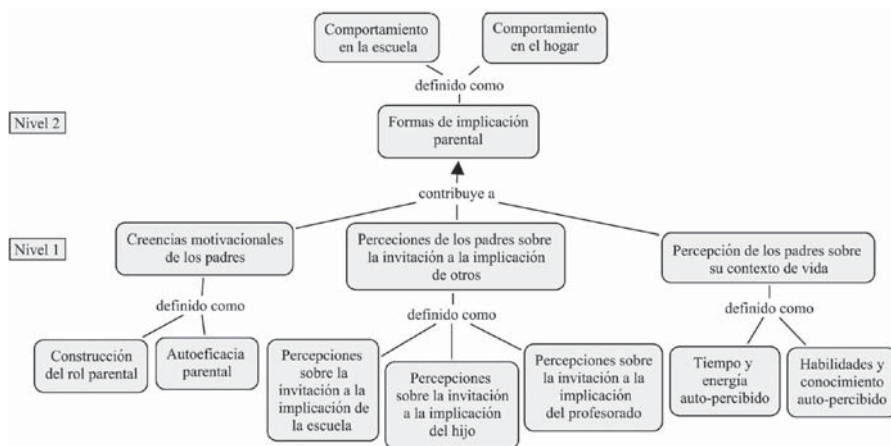 Comportamiento
en la escuela
Comportamiento
en el hogar
definido como
Nivel 2
Formas de implicación
parental
contribuye a
Nivel 1
Creencias motivacionales
de los padres
Perceciones de los padres sobre
la invitación a la implicación
de otros
Percepción de los padres sobre
su contexto de vida
definido como
definido como
definido como
Construcción
del rol parental
Autoeficacia
parental
Percepciones
sobre la
invitación a la
implicación de
la escuela
Percepciones
sobre la invitación
a la implicación
del hijo
Percepciones sobre
la invitación a la
implicación
del profesorado
Tiempo y
energía
auto-percibido
Habilidades y
conocimiento
auto-percibido